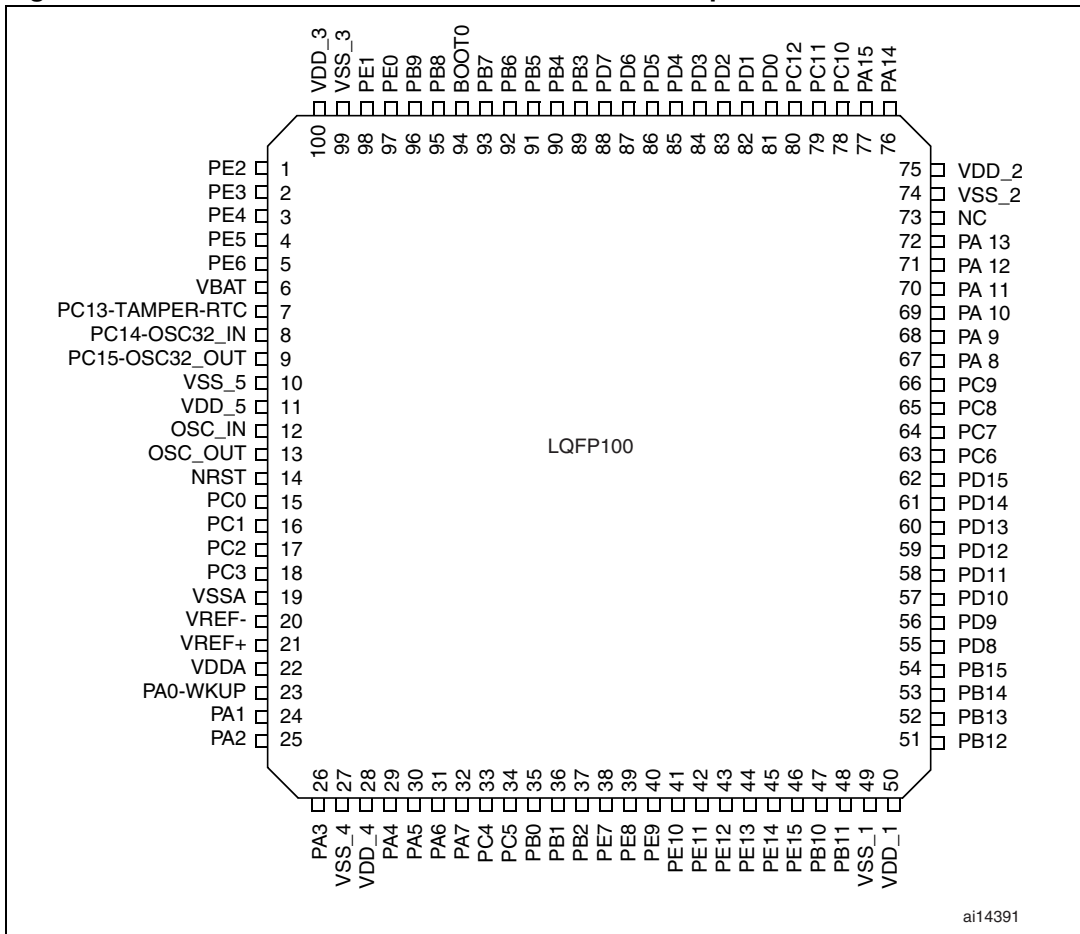 VDD_3
VSS_3
PE1
PE0
PB9
PB8
BOOT0
PB7
PB6
PB5
PB4
PB3
PD7
PD6
PD5
PD4
PD3
PD2
PD1
PD0
PC12
PC11
PC10
PA15
PA14
100
99
98
97
96
95
94
93
92
91
90
89
88
87
86
85
84
83
82
81
80
79
78
77
76
PE2 1
PE3 2
PE4 3
PE5 4
PE6 5
VBAT 6
PC13-TAMPER-RTC 7
PC14-OSC32_IN 8
PC15-OSC32_OUT 9
VSS_5 10
VDD_5 11
OSC_IN 12
OSC_OUT 13
NRST 14
PC0 15
PC1 16
PC2 17
PC3 18
VSSA 19
VREF- 20
VREF+ 21
VDDA 22
PA0-WKUP 23
PA1 24
PA2 25
LQFP100
75 VDD_2
74 VSS_2
73 NC
72 PA 13
71 PA 12
70 PA 11
69 PA 10
68 PA 9
67 PA 8
66 PC9
65 PC8
64 PC7
63 PC6
62 PD15
61 PD14
60 PD13
59 PD12
58 PD11
57 PD10
56 PD9
55 PD8
54 PB15
53 PB14
52 PB13
51 PB12
26
27
28
29
30
31
32
33
34
35
36
37
38
39
40
41
42
43
44
45
46
47
48
49
50
PA3
VSS_4
VDD_4
PA4
PA5
PA6
PA7
PC4
PC5
PB0
PB1
PB2
PE7
PE8
PE9
PE10
PE11
PE12
PE13
PE14
PE15
PB10
PB11
VSS_1
VDD_1
ai14391